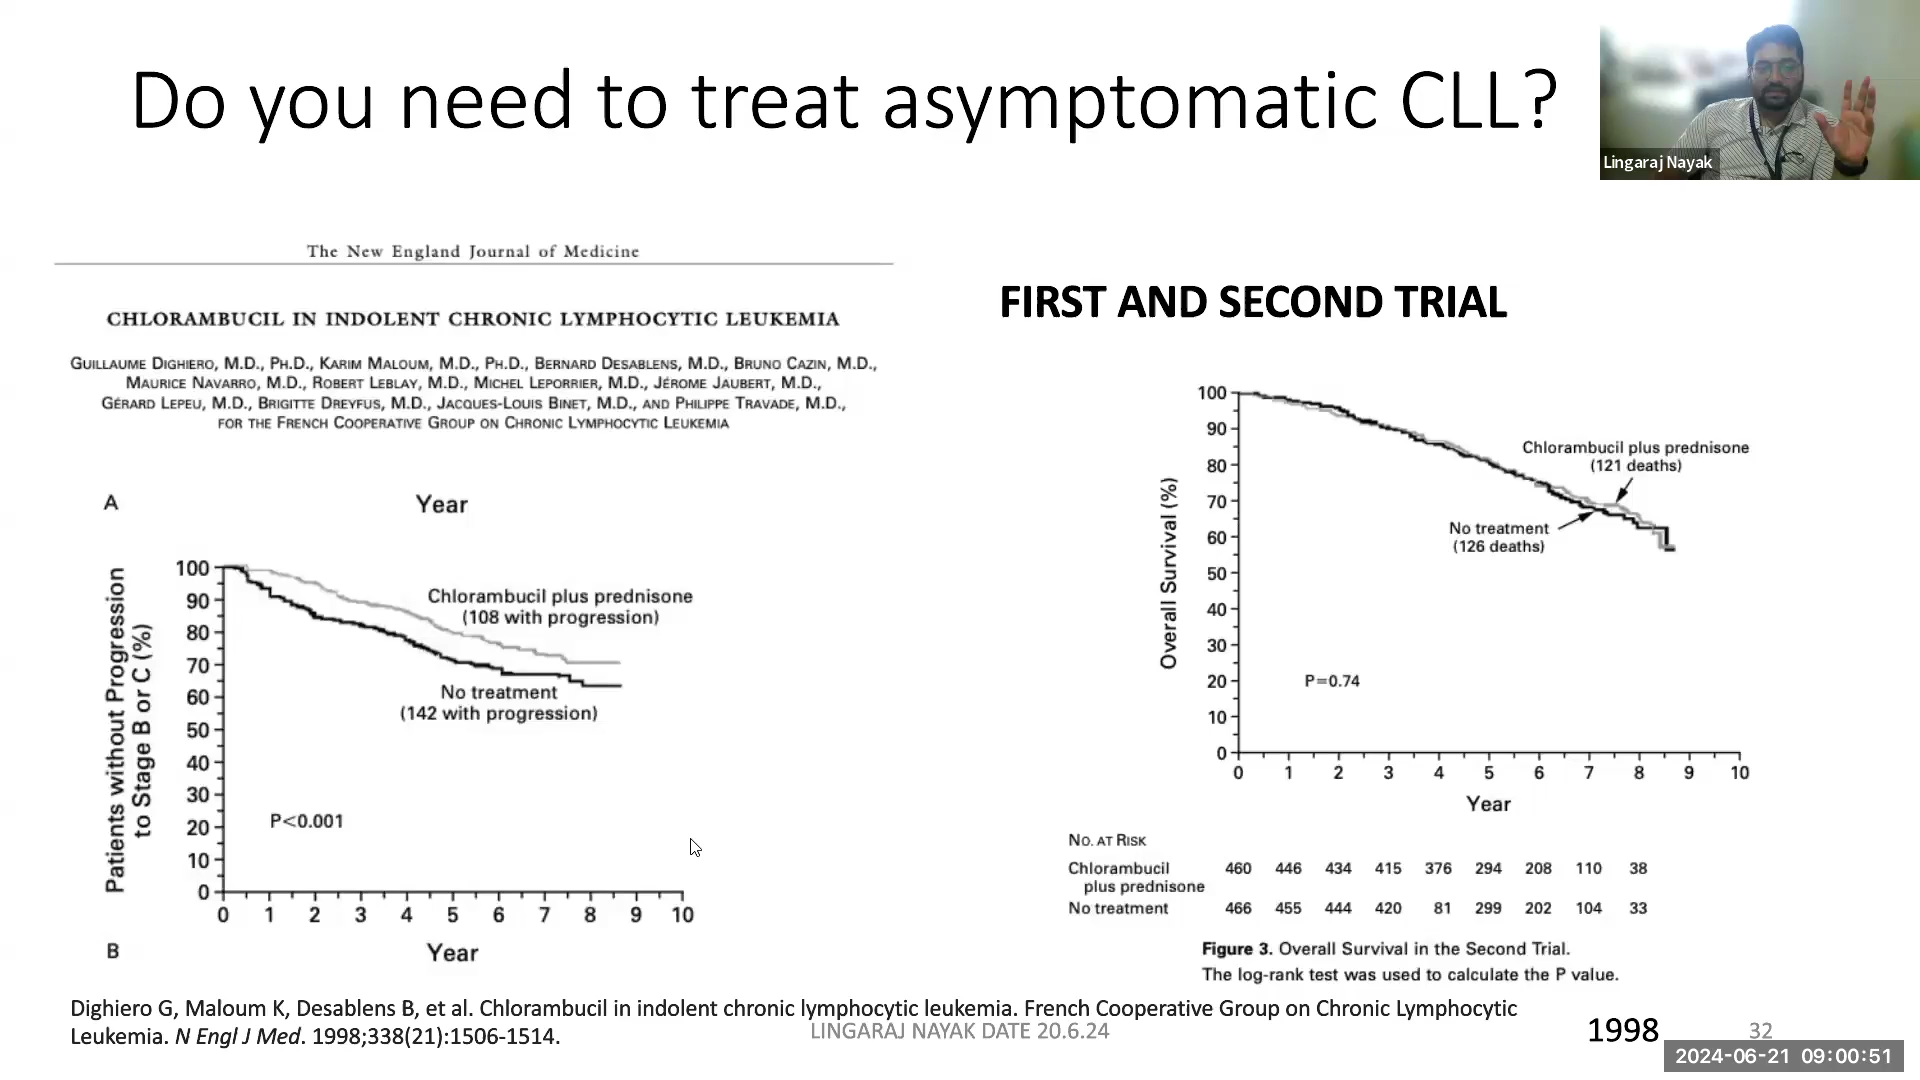 Do you need to treat asymptomatic CLL?
Lingaraj Nayak
The New England Journal of Medicine
CHLORAMBUCIL IN INDOLENT CHRONIC LYMPHOCYTIC LEUKEMIA
GUILLAUME DIGHIERO, M.D., PH.D., KARIM MALOUM, M.D., PH.D., BERNARD DESABLENS, M.D., BRUNO CAZIN, M.D.,
MAURICE NAVARRO, M.D., ROBERT LEBLAY, M.D., MICHEL LEPORRIER, M.D., JÉROME JAUBERT, M.D.,
GÉRARD LEPEU, M.D., BRIGITTE DREYFUS, M.D., JACQUES-LOUIS BINET, M.D., AND PHILIPPE TRAVADE, M.D.,
FOR THE FRENCH COOPERATIVE GROUP ON CHRONIC LYMPHOCYTIC LEUKEMIA
A
Year
Patients without Progression
to Stage B or C (%)
100
90
80
70
60
50
40
30
20
10
0
Chlorambucil plus prednisone
(108 with progression)
No treatment
(142 with progression)
P<0.001
0 1 2 3 4 5 6 7 8 9 10
B
Year
FIRST AND SECOND TRIAL
Overall Survival (%)
100
90
80
70
60
50
40
30
20
10
0
Chlorambucil plus prednisone
(121 deaths)
No treatment
(126 deaths)
P=0.74
0 1 2 3 4 5 6 7 8 9 10
Year
NO. AT RISK
Chlorambucil
plus prednisone
460 446 434 415 376 294 208 110 38
No treatment 466 455 444 420 81 299 202 104 33
Figure 3. Overall Survival in the Second Trial.
The log-rank test was used to calculate the P value.
Dighiero G, Maloum K, Desablens B, et al. Chlorambucil in indolent chronic lymphocytic leukemia. French Cooperative Group on Chronic Lymphocytic
Leukemia. N Engl J Med. 1998;338(21):1506-1514.
LINGARAJ NAYAK DATE 20.6.24
1998
32
2024-06-21 09:00:51